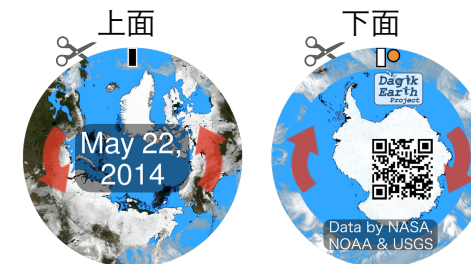 上面
下面
May 22,
2014
Dagik
Earth
Project
Data by NASA,
NOAA & USGS